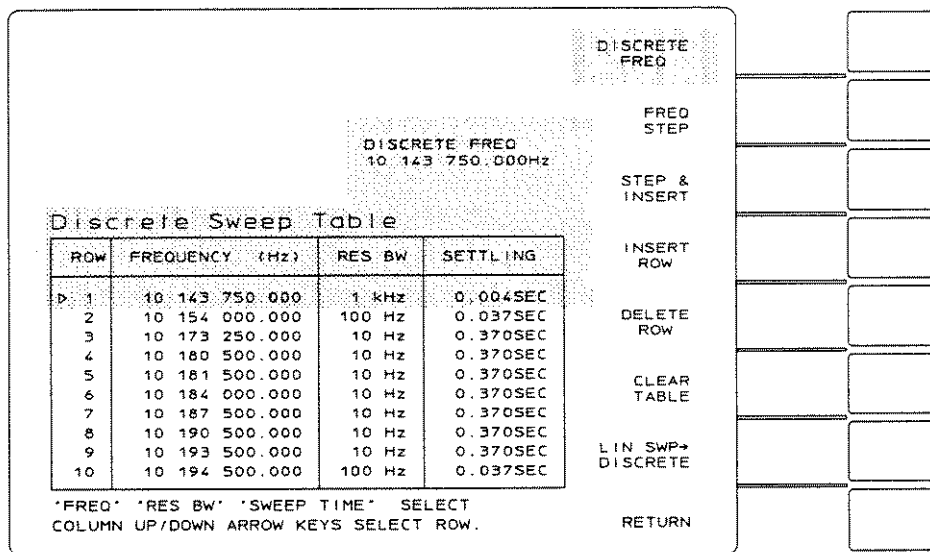 DISCRETE
FREQ
FREQ
STEP
DISCRETE FREQ
10 143 750.000Hz
STEP &
INSERT
Discrete Sweep Table
INSERT
ROW
ROW FREQUENCY (Hz) RES BW SETTLING
▷ 1 10 143 750.000 1 kHz 0.004SEC
2 10 154 000.000 100 Hz 0.037SEC
3 10 173 250.000 10 Hz 0.370SEC
4 10 180 500.000 10 Hz 0.370SEC
5 10 181 500.000 10 Hz 0.370SEC
6 10 184 000.000 10 Hz 0.370SEC
7 10 187 500.000 10 Hz 0.370SEC
8 10 190 500.000 10 Hz 0.370SEC
9 10 193 500.000 10 Hz 0.370SEC
10 10 194 500.000 100 Hz 0.037SEC
DELETE
ROW
CLEAR
TABLE
LIN SWP→
DISCRETE
"FREQ" "RES BW" "SWEEP TIME" SELECT
COLUMN UP/DOWN ARROW KEYS SELECT ROW.
RETURN